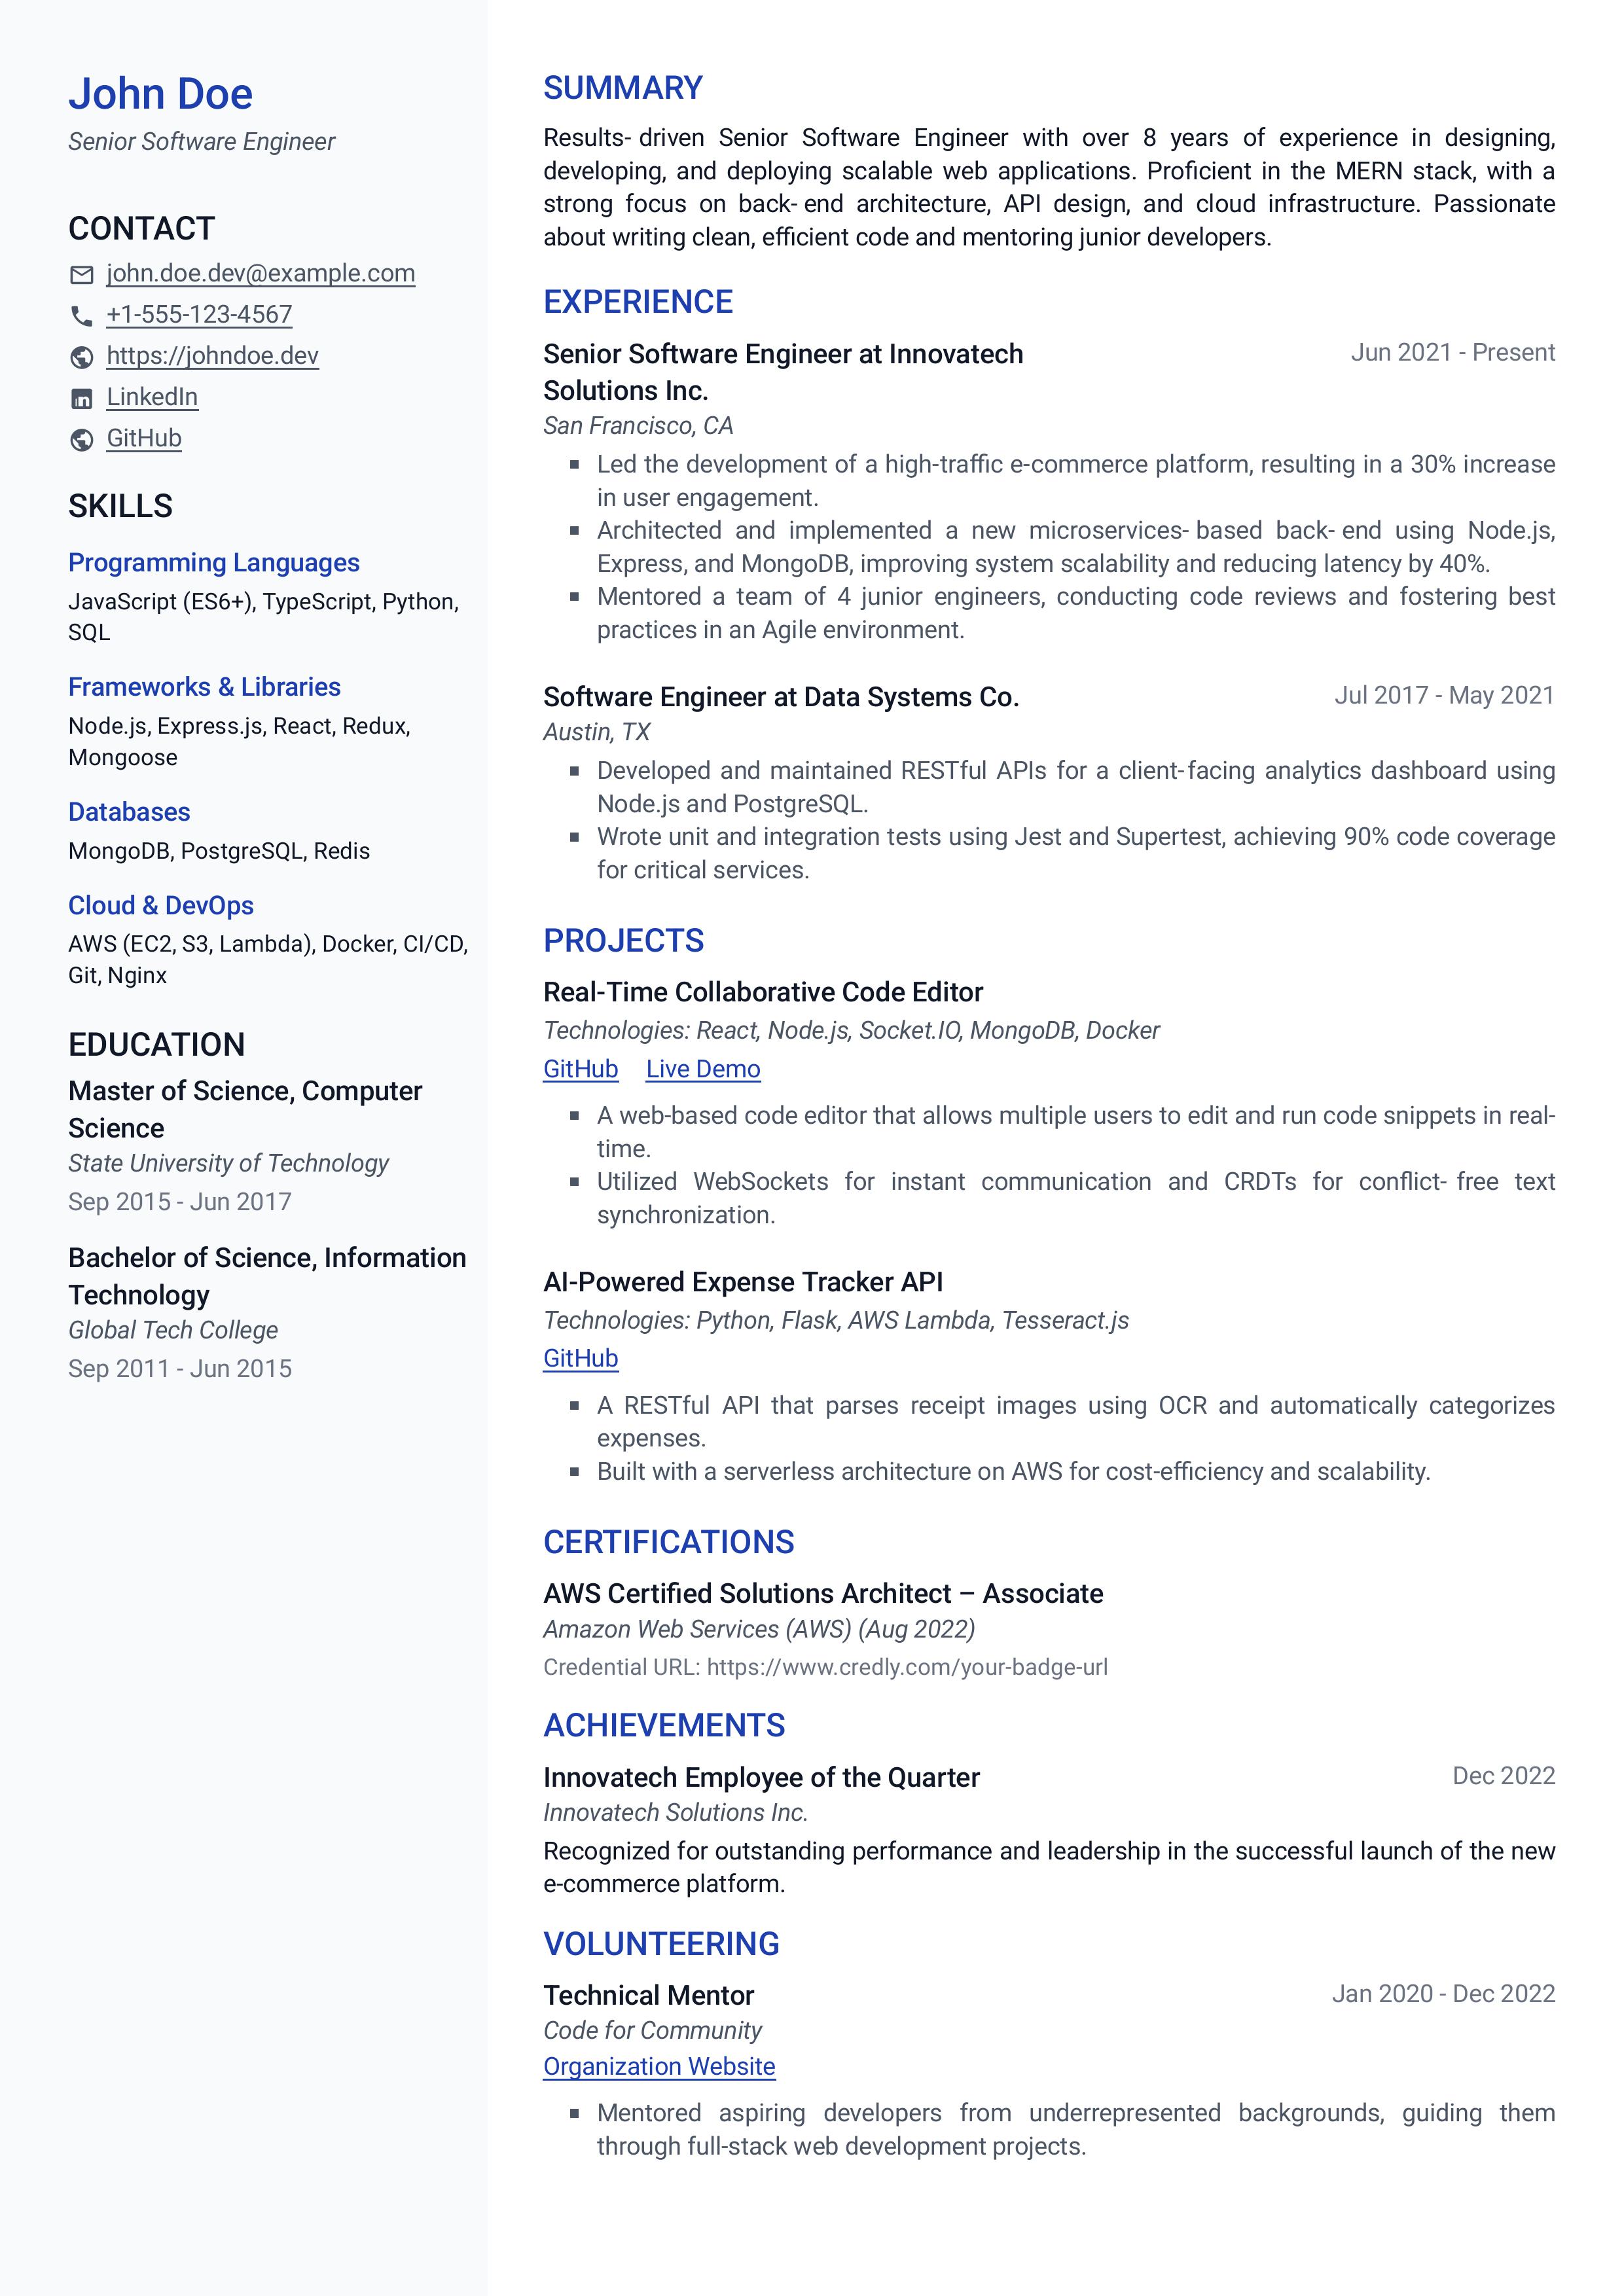 John Doe
Senior Software Engineer
CONTACT
john.doe.dev@example.com
+1-555-123-4567
https://johndoe.dev
LinkedIn
GitHub
SKILLS
Programming Languages
JavaScript (ES6+), TypeScript, Python,
SQL
Frameworks & Libraries
Node.js, Express.js, React, Redux,
Mongoose
Databases
MongoDB, PostgreSQL, Redis
Cloud & DevOps
AWS (EC2, S3, Lambda), Docker, CI/CD,
Git, Nginx
EDUCATION
Master of Science, Computer
Science
State University of Technology
Sep 2015 - Jun 2017
Bachelor of Science, Information
Technology
Global Tech College
Sep 2011 - Jun 2015
SUMMARY
Results- driven Senior Software Engineer with over 8 years of experience in designing,
developing, and deploying scalable web applications. Proficient in the MERN stack, with a
strong focus on back- end architecture, API design, and cloud infrastructure. Passionate
about writing clean, efficient code and mentoring junior developers.
EXPERIENCE
Senior Software Engineer at Innovatech Jun 2021 - Present
Solutions Inc.
San Francisco, CA
▪ Led the development of a high-traffic e-commerce platform, resulting in a 30% increase
in user engagement.
▪ Architected and implemented a new microservices- based back- end using Node.js,
Express, and MongoDB, improving system scalability and reducing latency by 40%.
▪ Mentored a team of 4 junior engineers, conducting code reviews and fostering best
practices in an Agile environment.
Software Engineer at Data Systems Co. Jul 2017 - May 2021
Austin, TX
▪ Developed and maintained RESTful APIs for a client-facing analytics dashboard using
Node.js and PostgreSQL.
▪ Wrote unit and integration tests using Jest and Supertest, achieving 90% code coverage
for critical services.
PROJECTS
Real-Time Collaborative Code Editor
Technologies: React, Node.js, Socket.IO, MongoDB, Docker
GitHub Live Demo
▪ A web-based code editor that allows multiple users to edit and run code snippets in real-
time.
▪ Utilized WebSockets for instant communication and CRDTs for conflict- free text
synchronization.
AI-Powered Expense Tracker API
Technologies: Python, Flask, AWS Lambda, Tesseract.js
GitHub
▪ A RESTful API that parses receipt images using OCR and automatically categorizes
expenses.
▪ Built with a serverless architecture on AWS for cost-efficiency and scalability.
CERTIFICATIONS
AWS Certified Solutions Architect – Associate
Amazon Web Services (AWS) (Aug 2022)
Credential URL: https://www.credly.com/your-badge-url
ACHIEVEMENTS
Innovatech Employee of the Quarter Dec 2022
Innovatech Solutions Inc.
Recognized for outstanding performance and leadership in the successful launch of the new
e-commerce platform.
VOLUNTEERING
Technical Mentor Jan 2020 - Dec 2022
Code for Community
Organization Website
▪ Mentored aspiring developers from underrepresented backgrounds, guiding them
through full-stack web development projects.